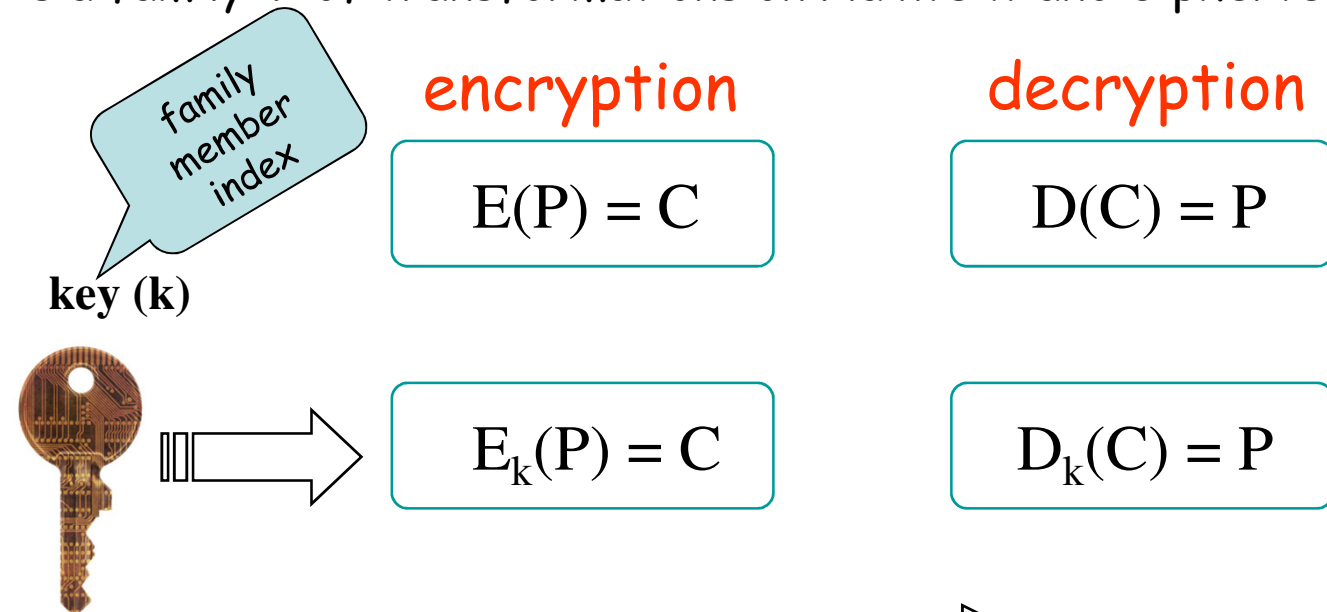 encryption
decryption
family
member
index
E(P) = C
D(C) = P
key (k)
Eₖ(P) = C
Dₖ(C) = P